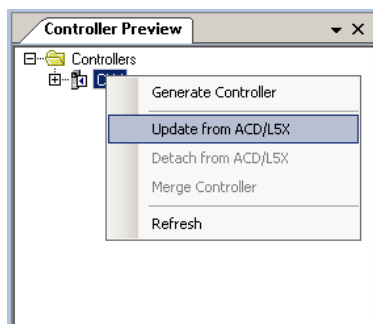 Controller Preview
Controllers
Generate Controller
Update from ACD/L5X
Detach from ACD/L5X
Merge Controller
Refresh